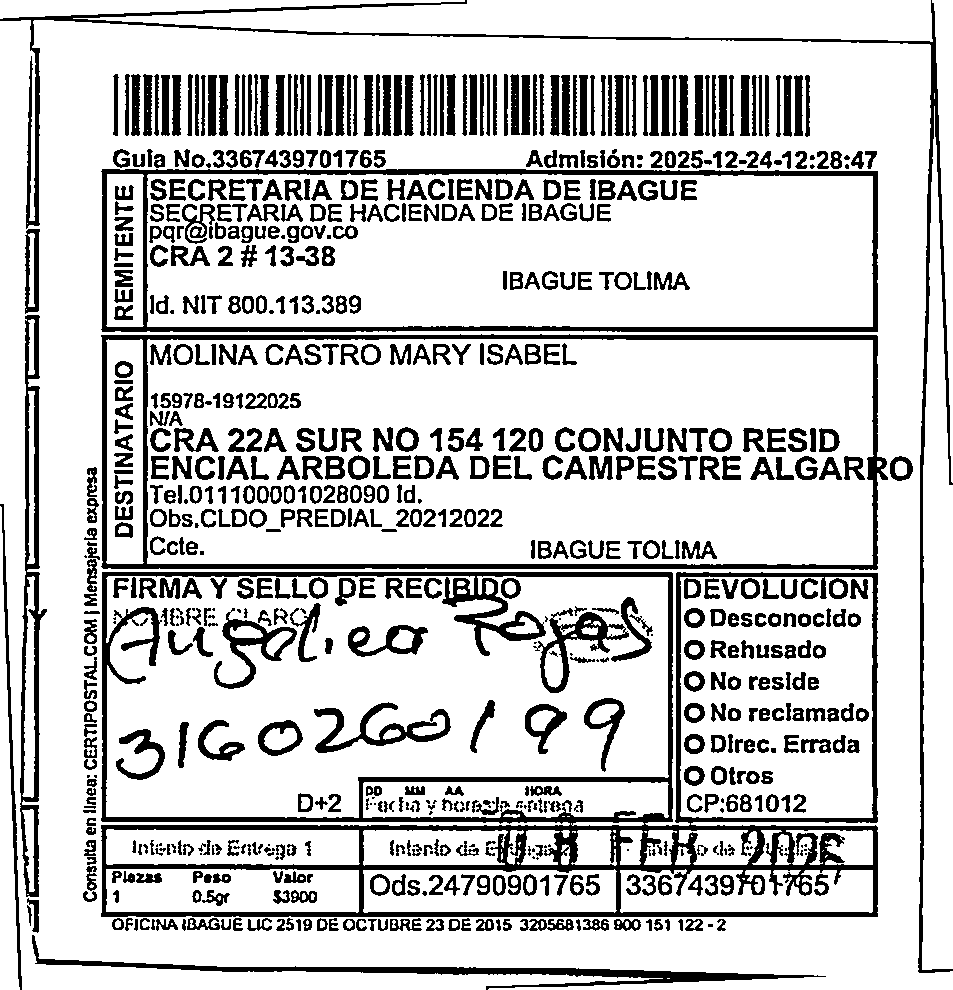 Guia No.3367439701765 Admisión: 2025-12-24-12:28:47
REMITENTE
SECRETARIA DE HACIENDA DE IBAGUE
SECRETARIA DE HACIENDA DE IBAGUE
pqr@ibague.gov.co
CRA 2 # 13-38
IBAGUE TOLIMA
Id. NIT 800.113.389
DESTINATARIO
MOLINA CASTRO MARY ISABEL
15978-19122025
N/A
CRA 22A SUR NO 154 120 CONJUNTO RESID
ENCIAL ARBOLEDA DEL CAMPESTRE ALGARRO
Tel.011100001028090 Id.
Obs.CLDO_PREDIAL_20212022
Ccte. IBAGUE TOLIMA
Consulta en línea: CERTIPOSTAL.COM | Mensajería expresa
FIRMA Y SELLO DE RECIBIDO
NOMBRE CLARO
Angelica Rojas
3160260199
D+2
DD MM AA HORA
Fecha y hora de entrega
DEVOLUCION
Desconocido
Rehusado
No reside
No reclamado
Direc. Errada
Otros
CP:681012
Intento de Entrega 1 Intento de Entrega
08 FEB 2026
Piezas Peso Valor
1 0.5gr $3900
Ods.24790901765 3367439701765
OFICINA IBAGUE LIC 2519 DE OCTUBRE 23 DE 2015 3205681386 900 151 122 - 2